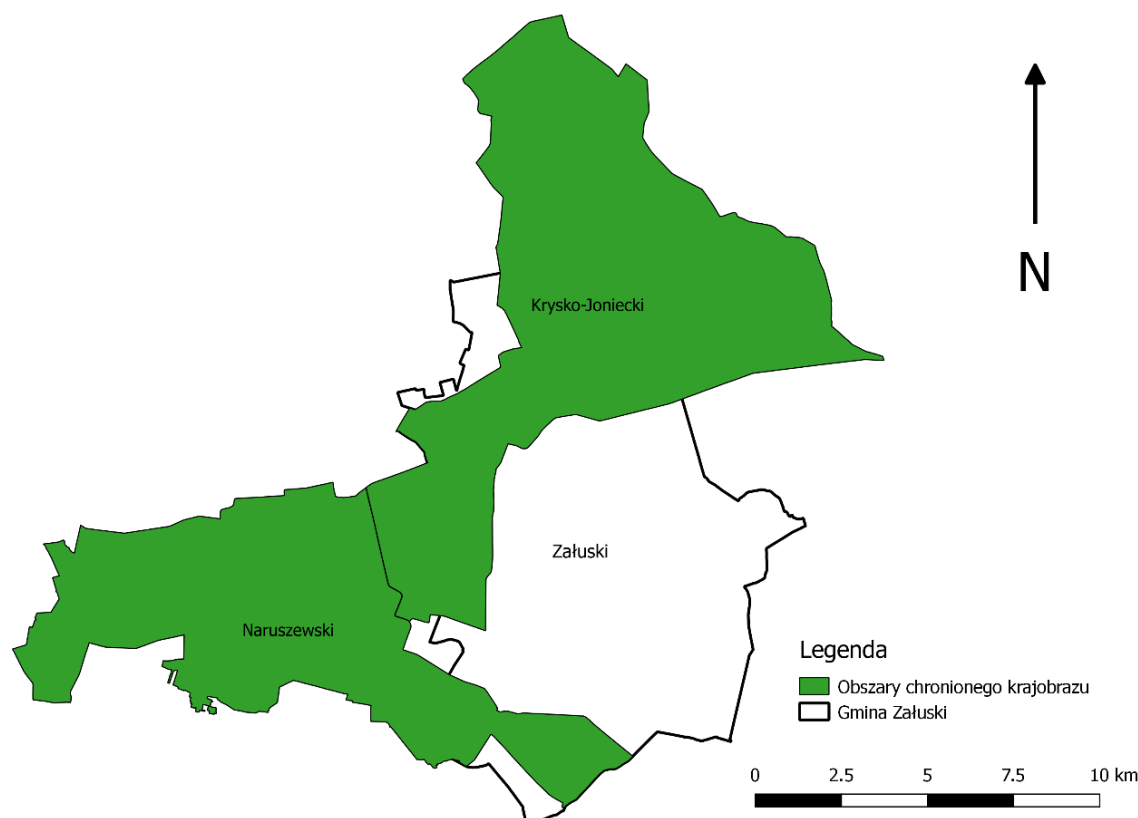 N
Krysko-Joniecki
Załuski
Naruszewski
Legenda
Obszary chronionego krajobrazu
Gmina Załuski
0 2.5 5 7.5 10 km